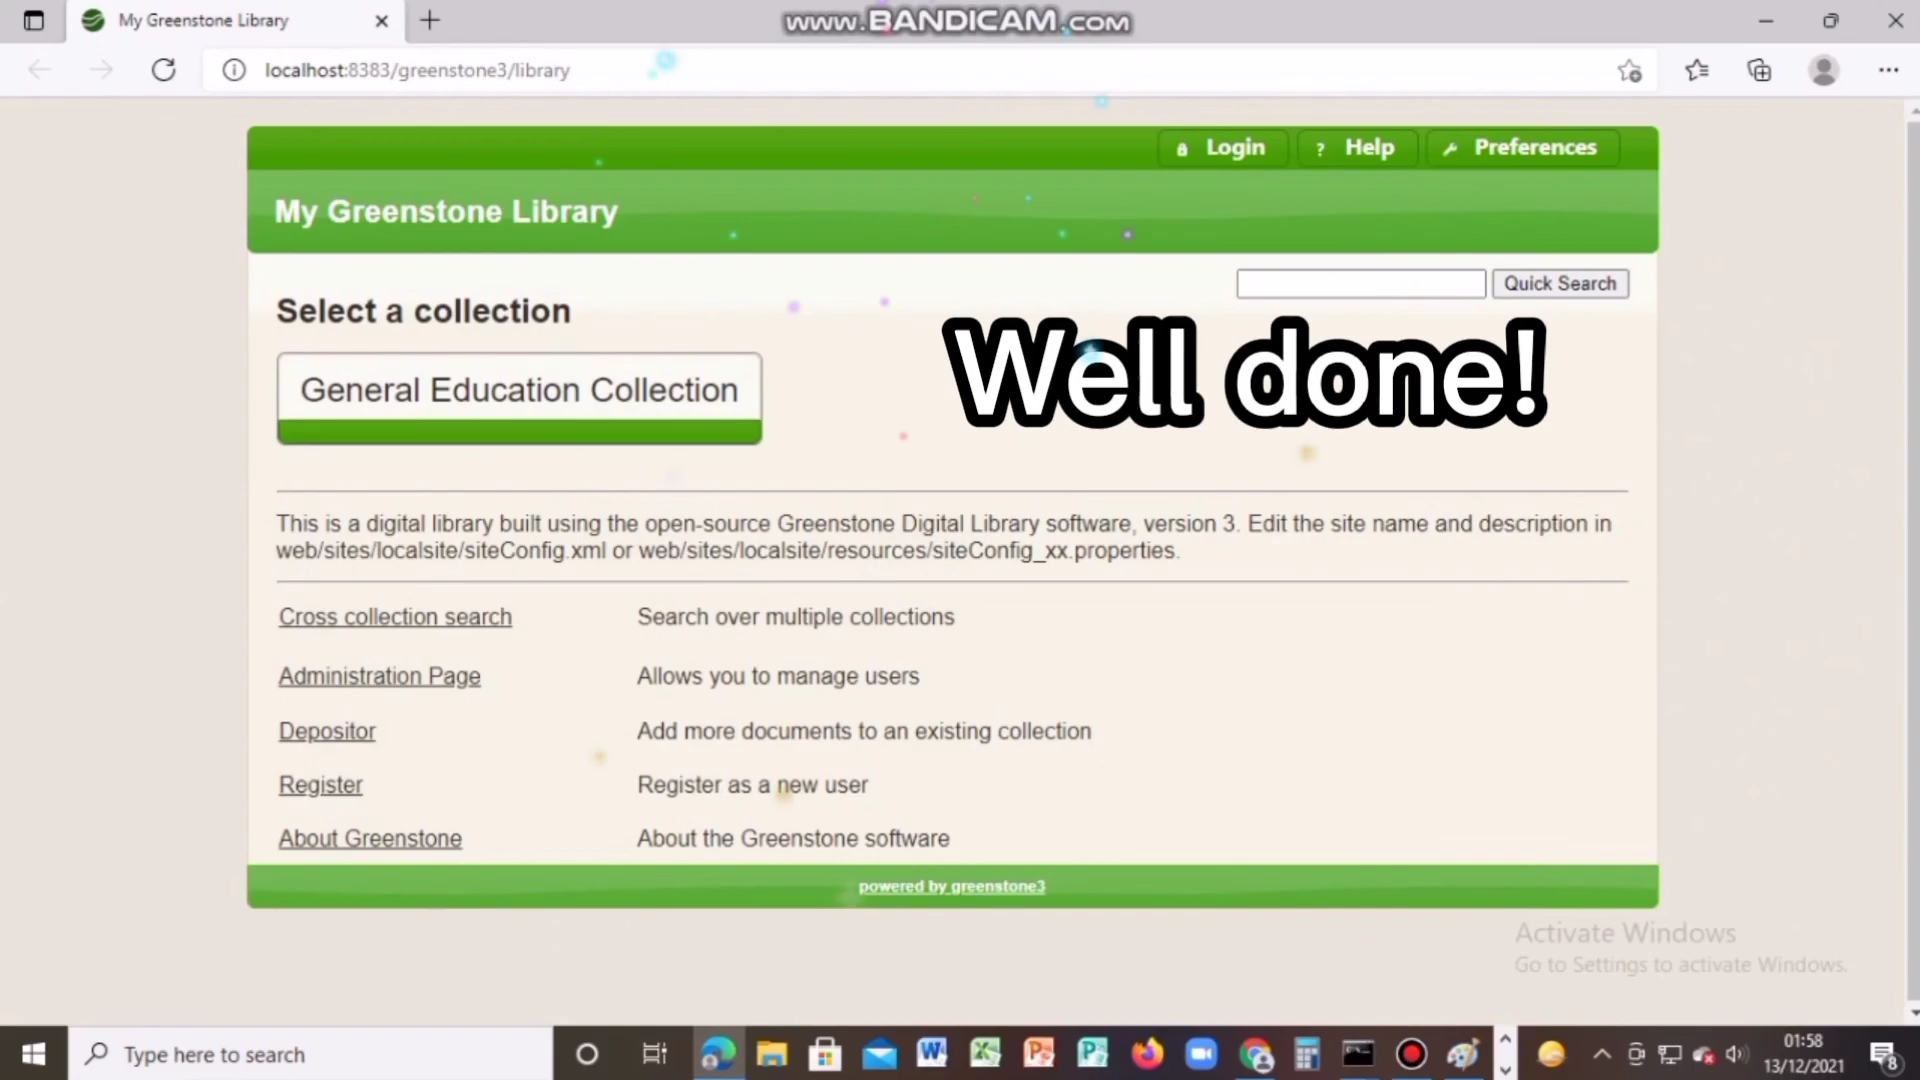 My Greenstone Library
www.BANDICAM.com
localhost:8383/greenstone3/library
Login
? Help
Preferences
My Greenstone Library
Quick Search
Select a collection
Well done!
General Education Collection
This is a digital library built using the open-source Greenstone Digital Library software, version 3. Edit the site name and description in
web/sites/localsite/siteConfig.xml or web/sites/localsite/resources/siteConfig_xx.properties.
Cross collection search Search over multiple collections
Administration Page Allows you to manage users
Depositor Add more documents to an existing collection
Register Register as a new user
About Greenstone About the Greenstone software
powered by greenstone3
Activate Windows
Go to Settings to activate Windows.
Type here to search
01:58
13/12/2021
8